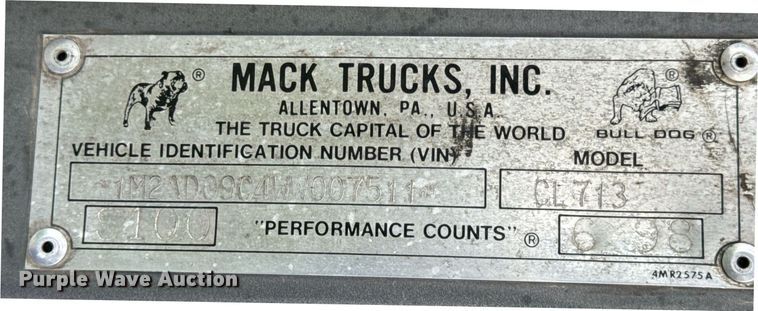 MACK TRUCKS, INC.
ALLENTOWN, PA., U.S.A.
THE TRUCK CAPITAL OF THE WORLD
BULL DOG ®
VEHICLE IDENTIFICATION NUMBER (VIN)
MODEL
CL713
"PERFORMANCE COUNTS" ®
6 98
4MR2575A
Purple Wave Auction